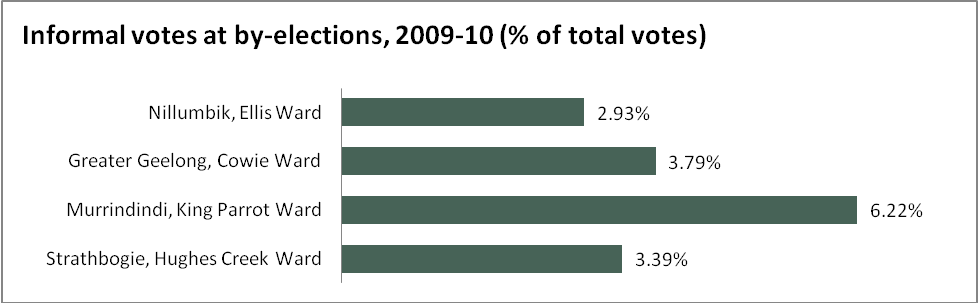 Informal votes at by-elections, 2009-10 (% of total votes)
Nillumbik, Ellis Ward 2.93%
Greater Geelong, Cowie Ward 3.79%
Murrindindi, King Parrot Ward 6.22%
Strathbogie, Hughes Creek Ward 3.39%